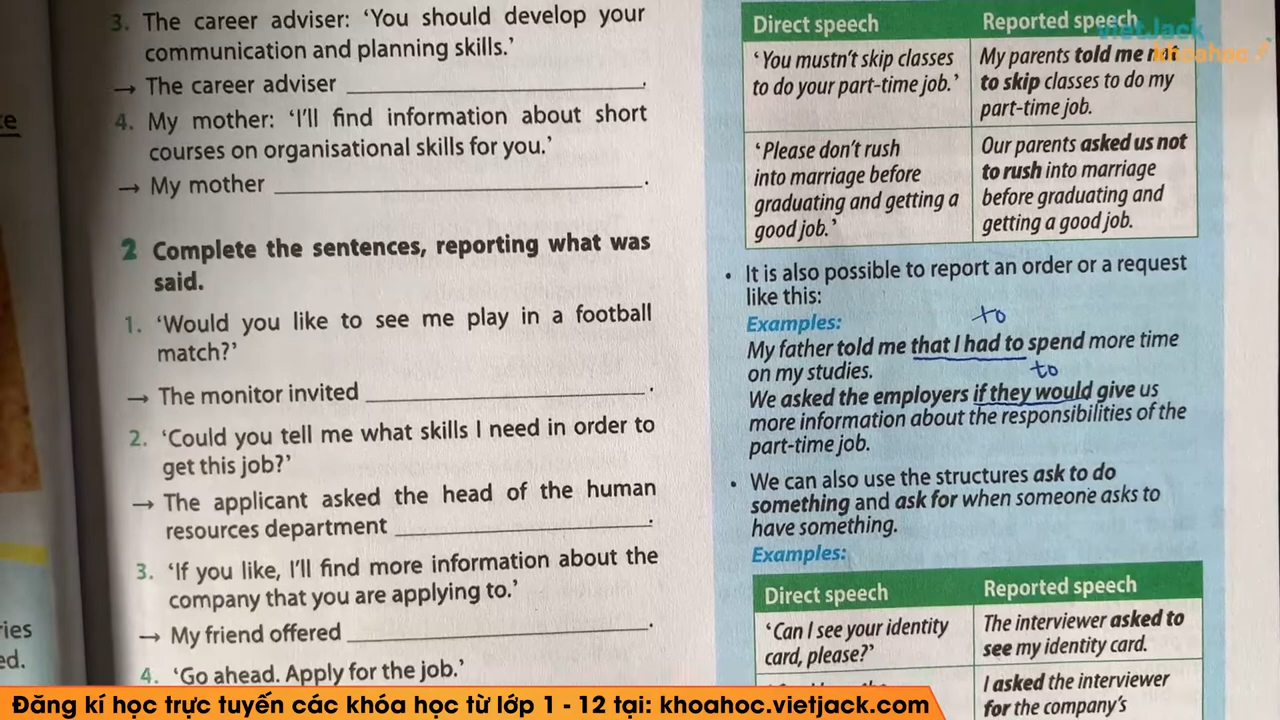 3. The career adviser: ‘You should develop your
communication and planning skills.’
→ The career adviser ____.
4. My mother: ‘I’ll find information about short
courses on organisational skills for you.’
→ My mother ____.
2 Complete the sentences, reporting what was
said.
1. ‘Would you like to see me play in a football
match?’
→ The monitor invited ____.
2. ‘Could you tell me what skills I need in order to
get this job?’
→ The applicant asked the head of the human
resources department ____.
3. ‘If you like, I’ll find more information about the
company that you are applying to.’
→ My friend offered ____.
4. ‘Go ahead. Apply for the job.’
Direct speech
Reported speech
‘You mustn’t skip classes
to do your part-time job.’
My parents told me not
to skip classes to do my
part-time job.
‘Please don’t rush
into marriage before
graduating and getting a
good job.’
Our parents asked us not
to rush into marriage
before graduating and
getting a good job.
• It is also possible to report an order or a request
like this:
to
Examples:
My father told me that I had to spend more time
on my studies.
to
We asked the employers if they would give us
more information about the responsibilities of the
part-time job.
• We can also use the structures ask to do
something and ask for when someone asks to
have something.
Examples:
Direct speech
Reported speech
‘Can I see your identity
card, please?’
The interviewer asked to
see my identity card.
I asked the interviewer
for the company’s
vietJack
khoahoc
ries
ed.
Đăng kí học trực tuyến các khóa học từ lớp 1 - 12 tại: khoahoc.vietjack.com